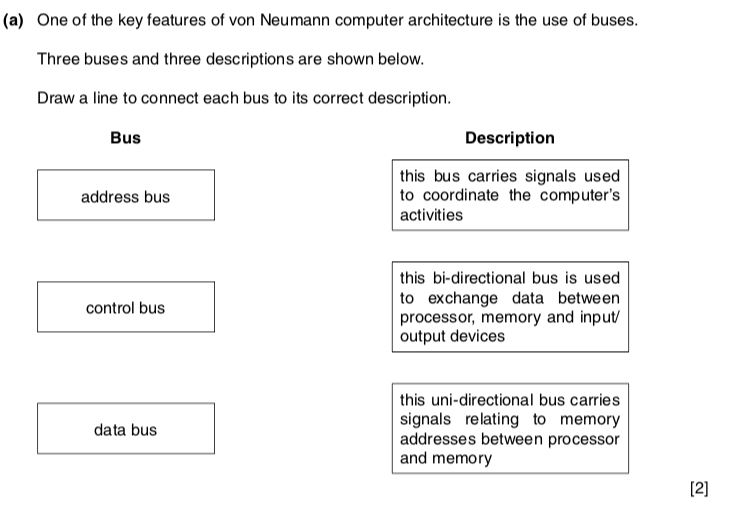 (a) One of the key features of von Neumann computer architecture is the use of buses.
Three buses and three descriptions are shown below.
Draw a line to connect each bus to its correct description.
Bus
Description
address bus
this bus carries signals used
to coordinate the computer's
activities
control bus
this bi-directional bus is used
to exchange data between
processor, memory and input/
output devices
data bus
this uni-directional bus carries
signals relating to memory
addresses between processor
and memory
[2]